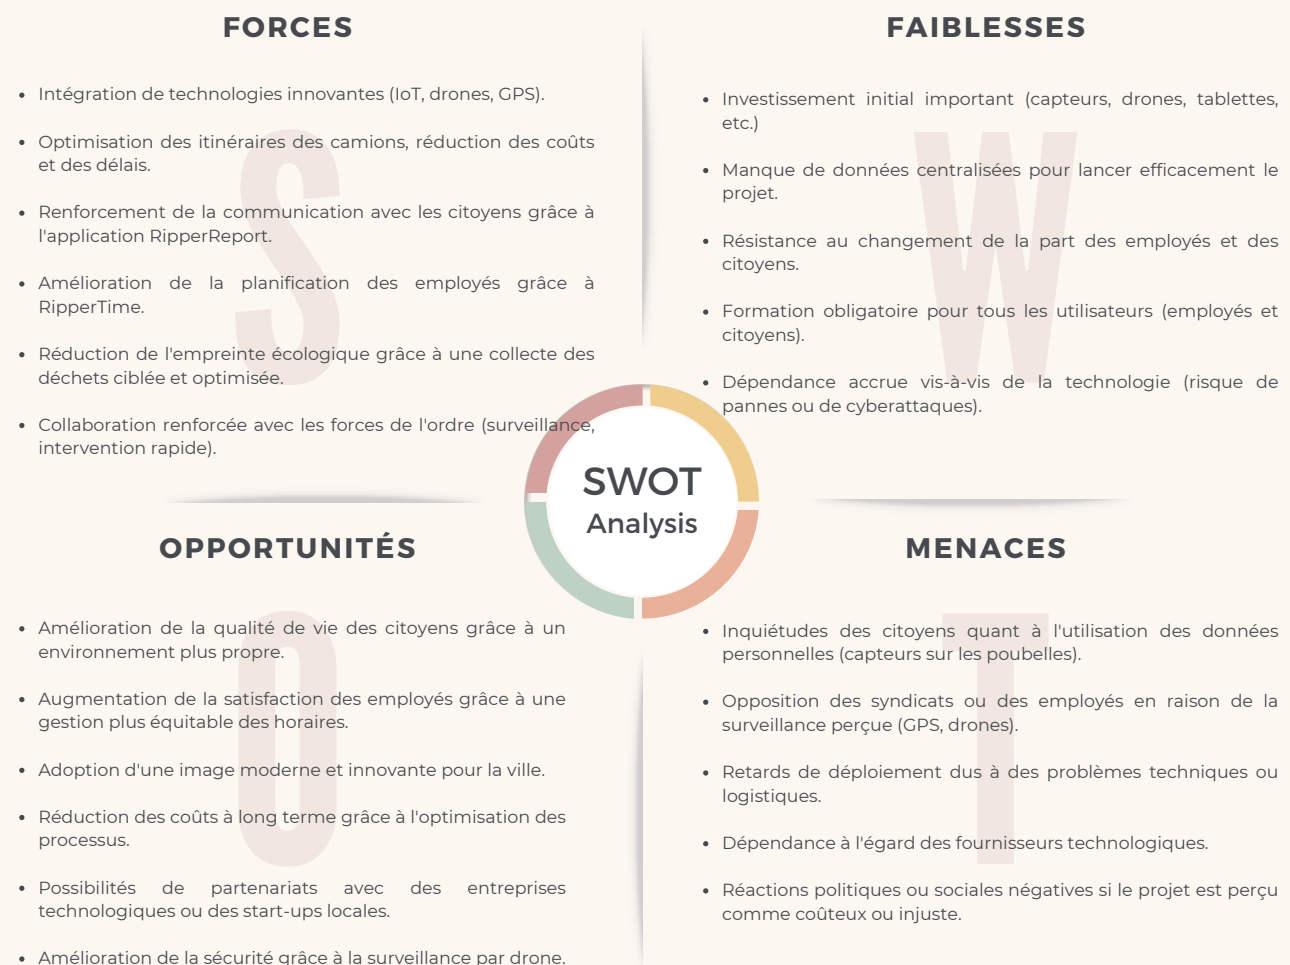 FORCES
• Intégration de technologies innovantes (IoT, drones, GPS).
• Optimisation des itinéraires des camions, réduction des coûts
et des délais.
• Renforcement de la communication avec les citoyens grâce à
l'application RipperReport.
• Amélioration de la planification des employés grâce à
RipperTime.
• Réduction de l'empreinte écologique grâce à une collecte des
déchets ciblée et optimisée.
• Collaboration renforcée avec les forces de l'ordre (surveillance,
intervention rapide).
S
FAIBLESSES
• Investissement initial important (capteurs, drones, tablettes,
etc.)
• Manque de données centralisées pour lancer efficacement le
projet.
• Résistance au changement de la part des employés et des
citoyens.
• Formation obligatoire pour tous les utilisateurs (employés et
citoyens).
• Dépendance accrue vis-à-vis de la technologie (risque de
pannes ou de cyberattaques).
W
SWOT
Analysis
OPPORTUNITÉS
• Amélioration de la qualité de vie des citoyens grâce à un
environnement plus propre.
• Augmentation de la satisfaction des employés grâce à une
gestion plus équitable des horaires.
• Adoption d'une image moderne et innovante pour la ville.
• Réduction des coûts à long terme grâce à l'optimisation des
processus.
• Possibilités de partenariats avec des entreprises
technologiques ou des start-ups locales.
• Amélioration de la sécurité grâce à la surveillance par drone.
O
MENACES
• Inquiétudes des citoyens quant à l'utilisation des données
personnelles (capteurs sur les poubelles).
• Opposition des syndicats ou des employés en raison de la
surveillance perçue (GPS, drones).
• Retards de déploiement dus à des problèmes techniques ou
logistiques.
• Dépendance à l'égard des fournisseurs technologiques.
• Réactions politiques ou sociales négatives si le projet est perçu
comme coûteux ou injuste.
T